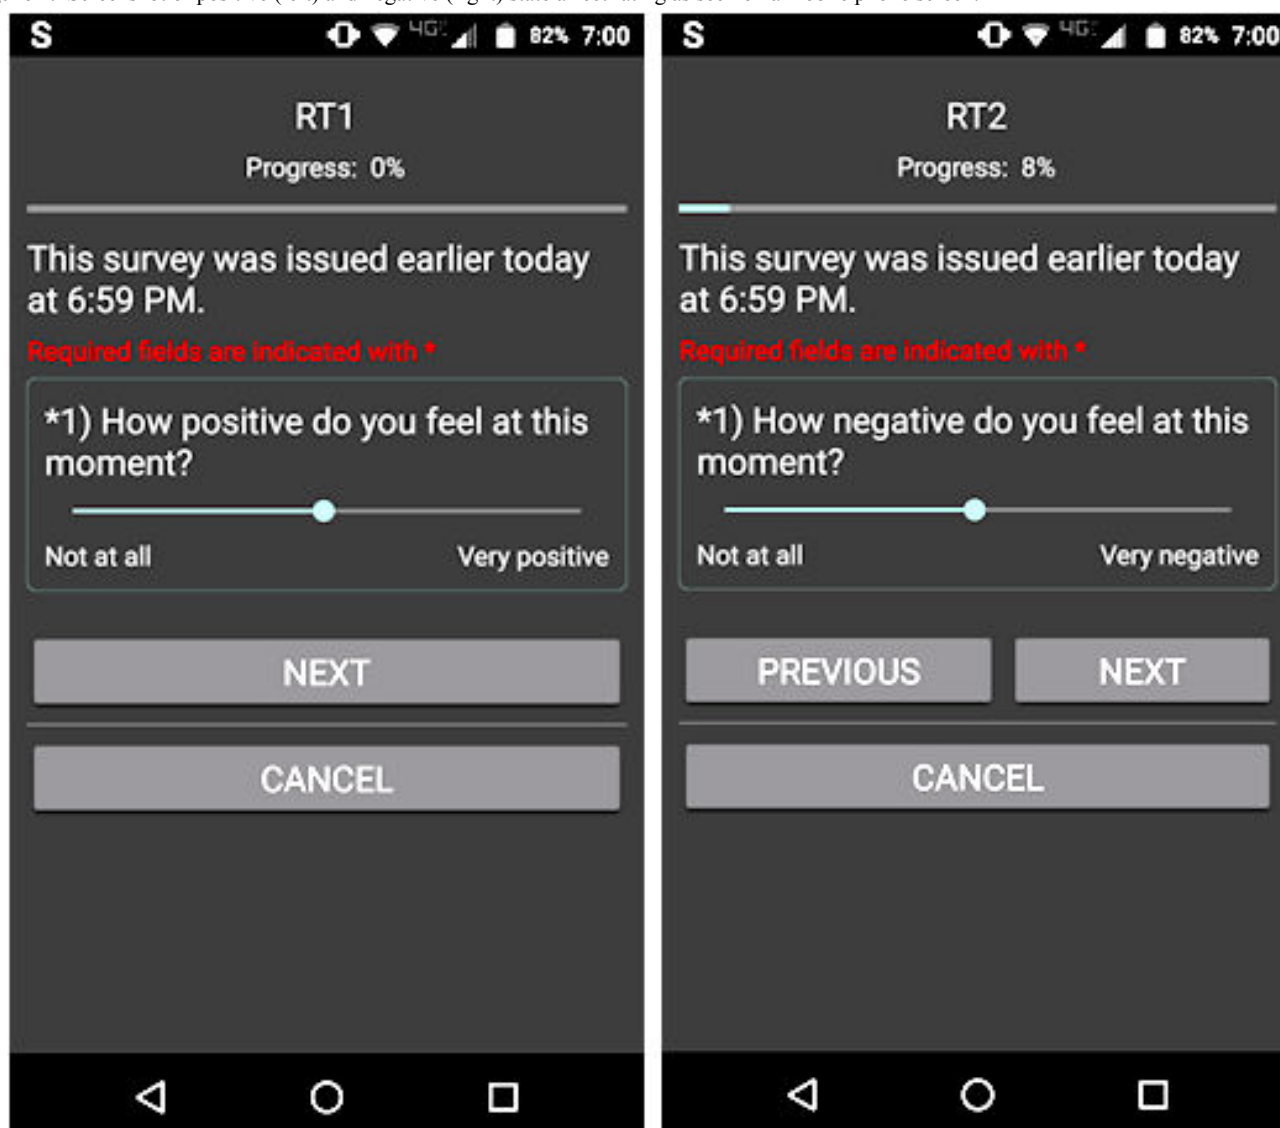 S 4G 82% 7:00
RT1
Progress: 0%
This survey was issued earlier today
at 6:59 PM.
Required fields are indicated with *
*1) How positive do you feel at this
moment?
Not at all Very positive
NEXT
CANCEL
S 4G 82% 7:00
RT2
Progress: 8%
This survey was issued earlier today
at 6:59 PM.
Required fields are indicated with *
*1) How negative do you feel at this
moment?
Not at all Very negative
PREVIOUS NEXT
CANCEL